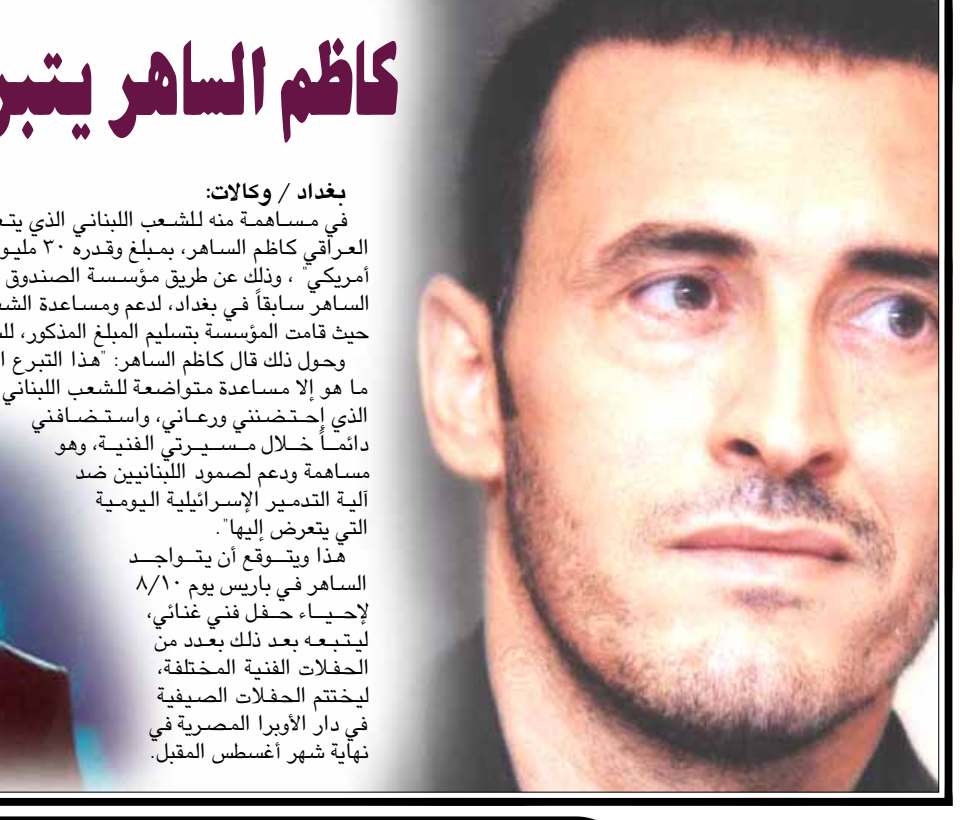 كاظم الساهر يتبر
بغداد / وكالات:
في مساهمة منه للشعب اللبناني الذي يتع
العراقي كاظم الساهر، بمبلغ وقدره ٣٠ مليو
أمريكي" ، وذلك عن طريق مؤسسة الصندوق
الساهر سابقاً في بغداد، لدعم ومساعدة الشع
حيث قامت المؤسسة بتسليم المبلغ المذكور، لل
وحول ذلك قال كاظم الساهر: "هذا التبرع ا
ما هو إلا مساعدة متواضعة للشعب اللبناني
الذي إحتضنني ورعاني، واستضافني
دائماً خلال مسيرتي الفنية، وهو
مساهمة ودعم لصمود اللبنانيين ضد
آلية التدمير الإسرائيلية اليومية
التي يتعرض إليها".
هذا ويتوقع أن يتواجد
الساهر في باريس يوم ٨/١٠
لإحياء حفل فني غنائي،
ليتبعه بعد ذلك بعدد من
الحفلات الفنية المختلفة،
ليختتم الحفلات الصيفية
في دار الأوبرا المصرية في
نهاية شهر أغسطس المقبل.